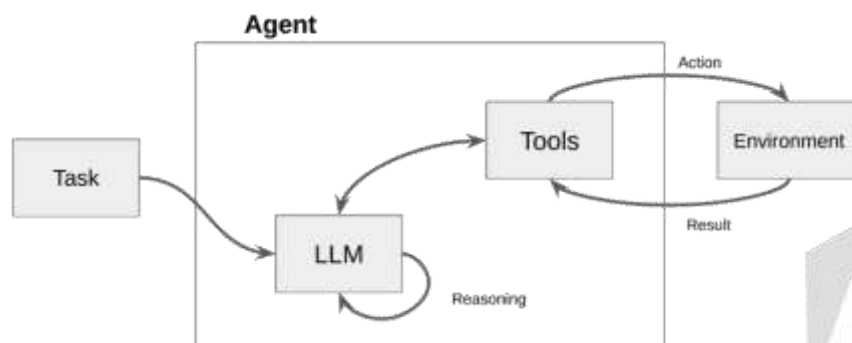 Agent
Action
Tools
Environment
Task
Result
LLM
Reasoning